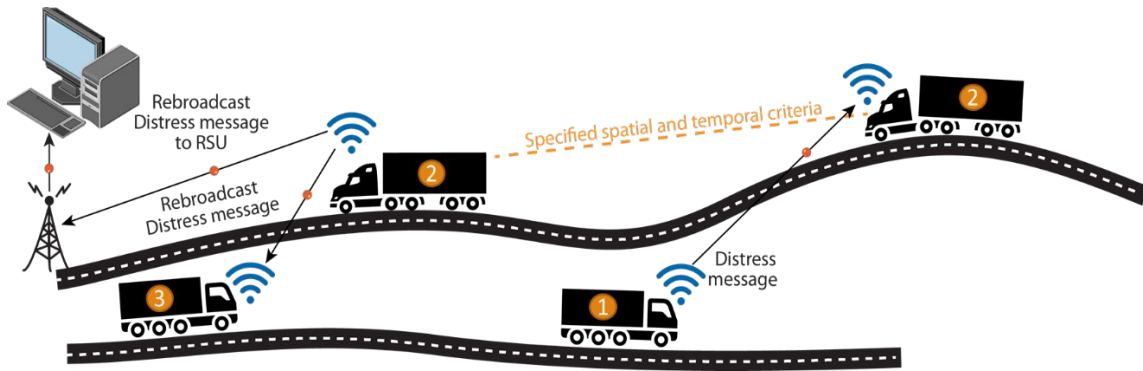 Rebroadcast
Distress message
to RSU
Rebroadcast
Distress message
Specified spatial and temporal criteria
2
2
Distress
message
3
1